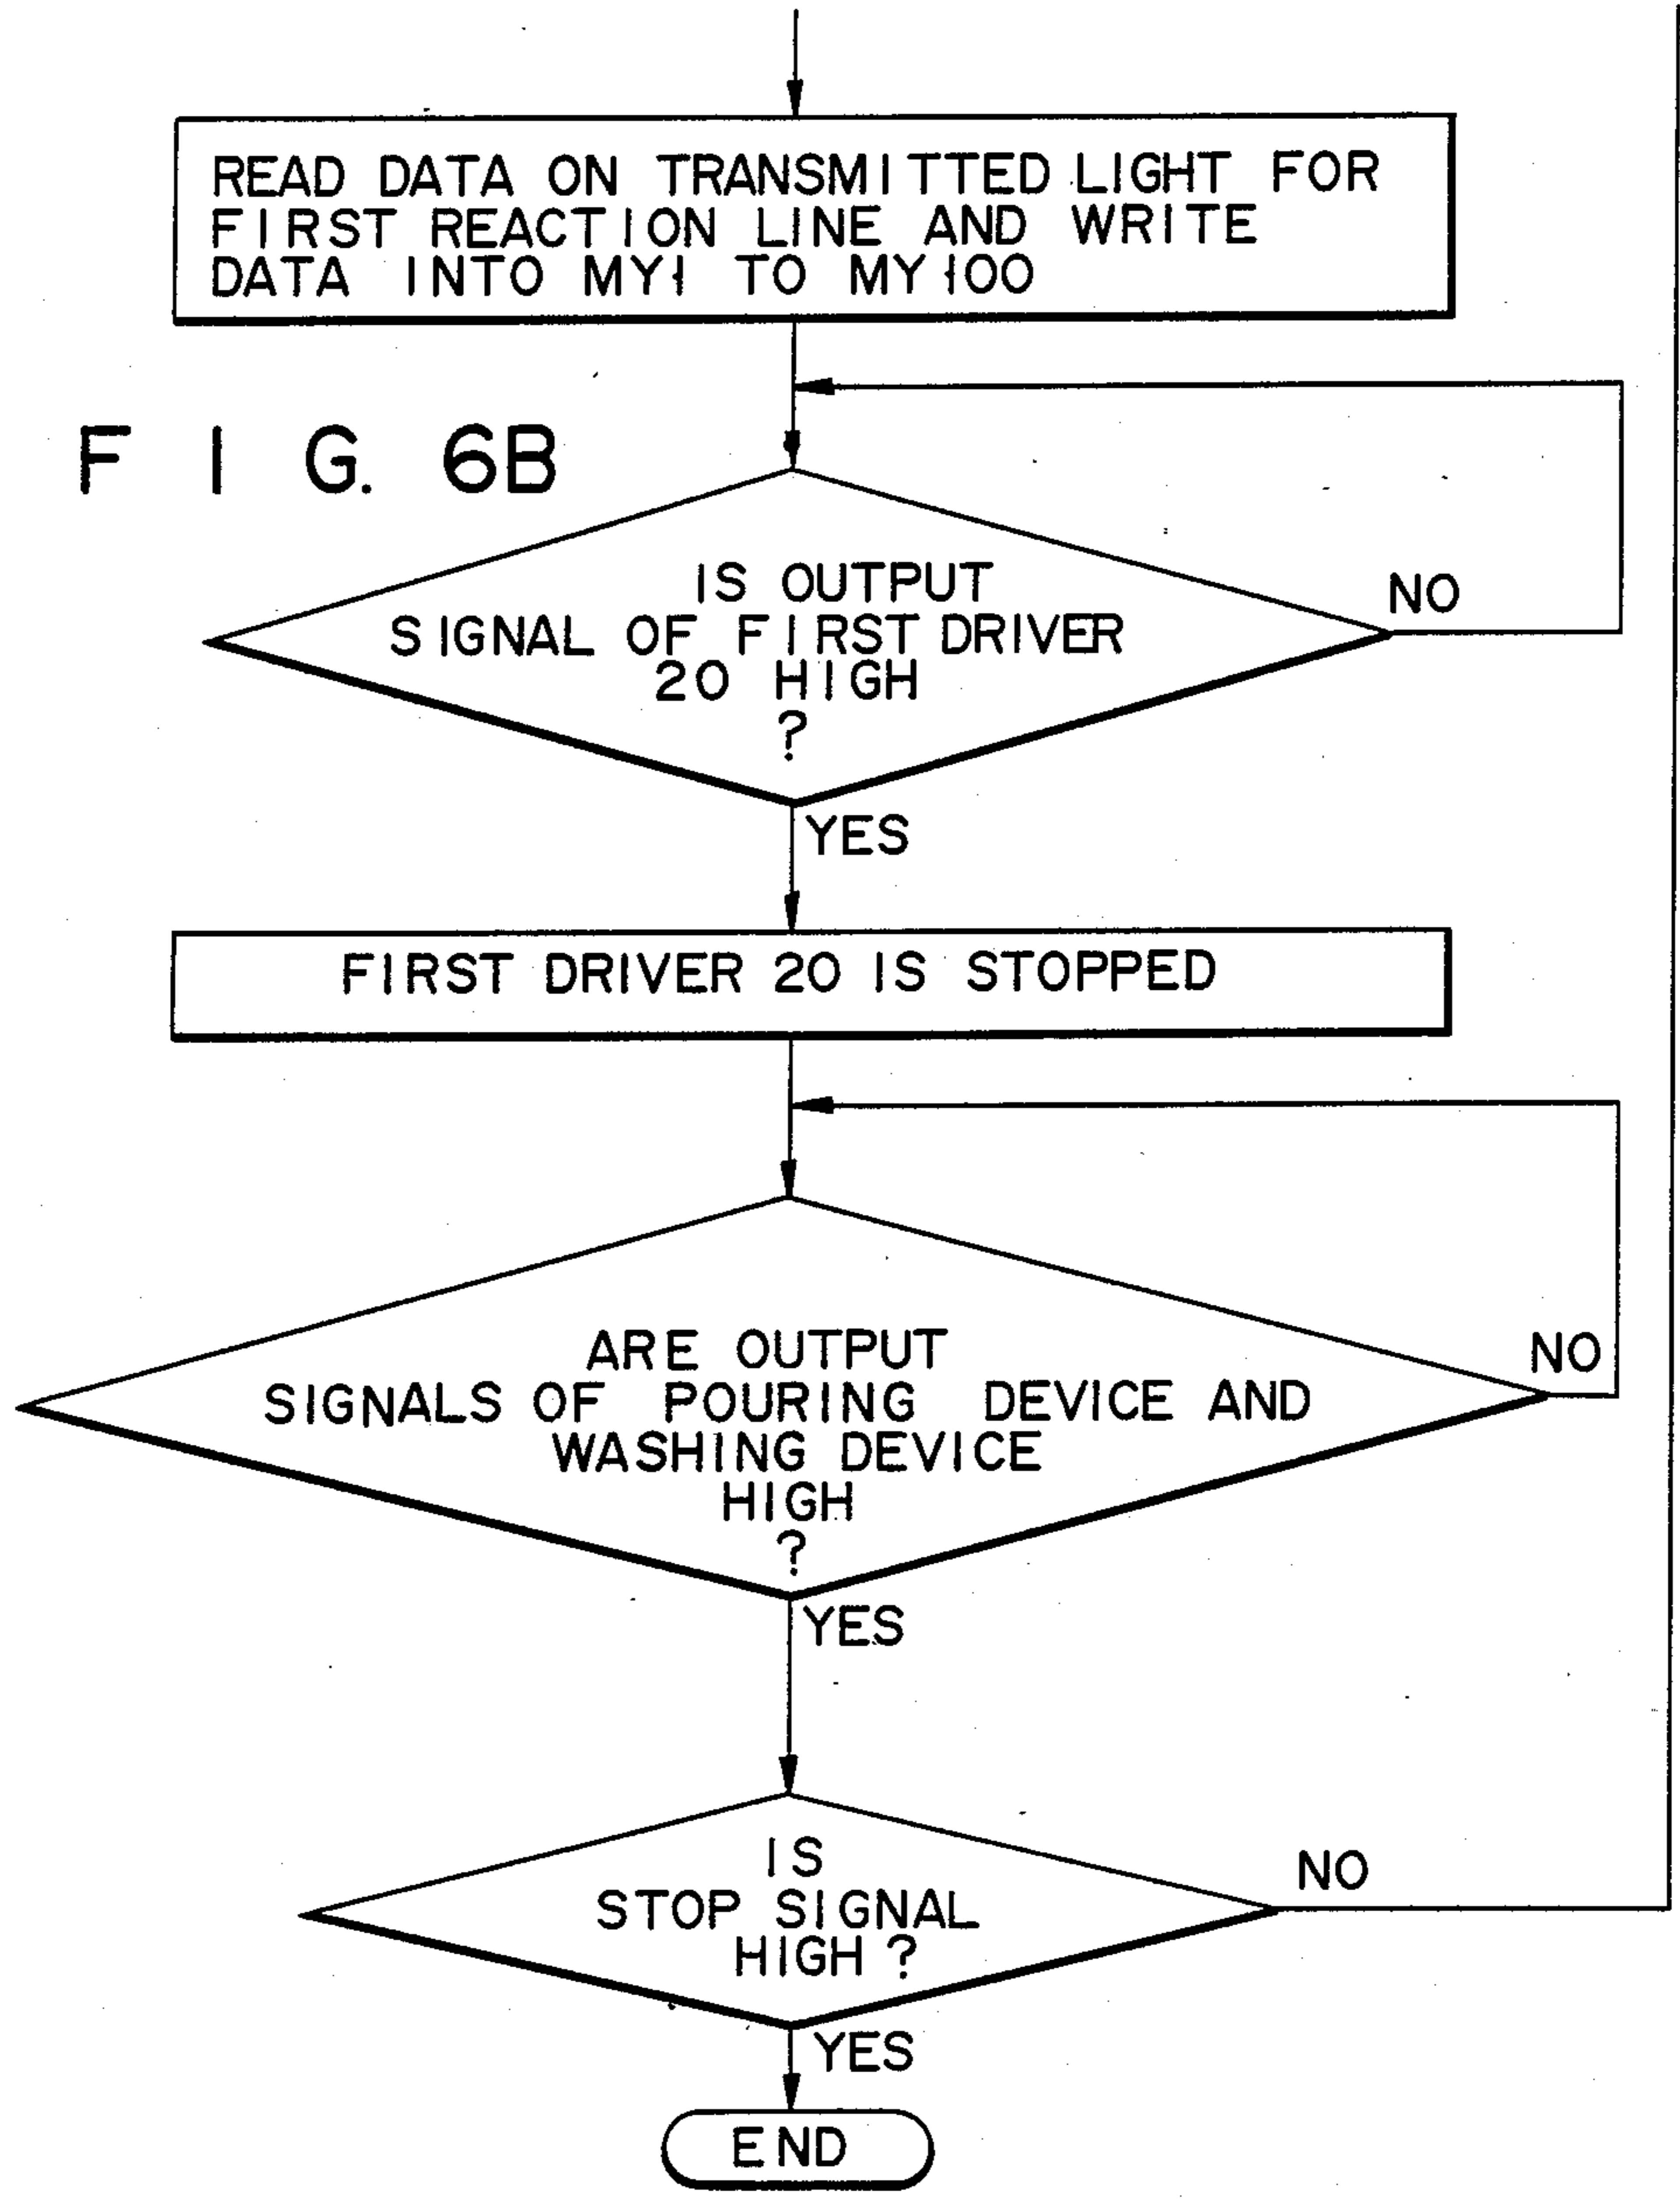 READ DATA ON TRANSMITTED LIGHT FOR
FIRST REACTION LINE AND WRITE
DATA INTO MY1 TO MY100
FIG. 6B
IS OUTPUT
SIGNAL OF FIRST DRIVER
20 HIGH
?
NO
YES
FIRST DRIVER 20 IS STOPPED
ARE OUTPUT
SIGNALS OF POURING DEVICE AND
WASHING DEVICE
HIGH
?
NO
YES
IS
STOP SIGNAL
HIGH ?
NO
YES
END